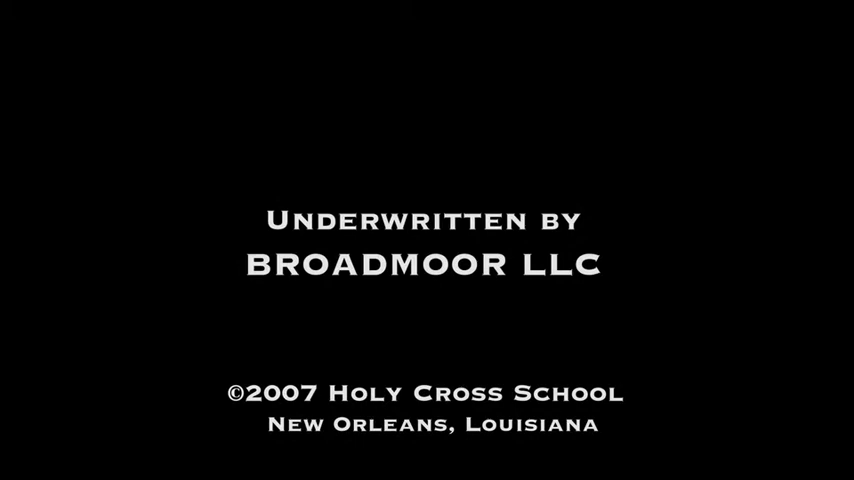 Underwritten by
BROADMOOR LLC
©2007 Holy Cross School
New Orleans, Louisiana